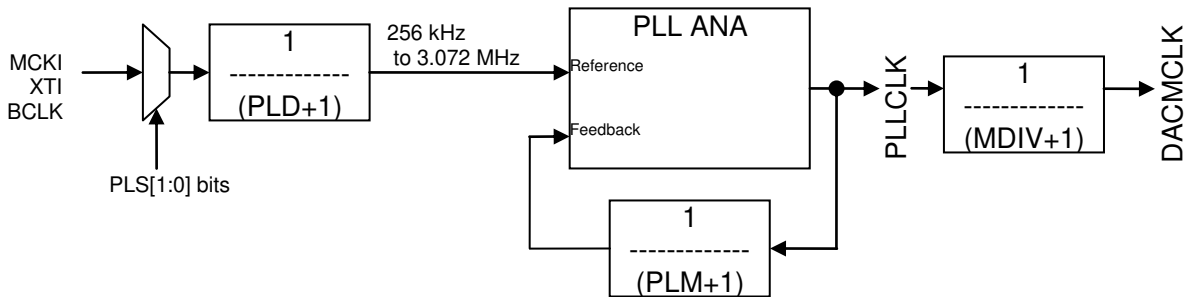 MCKI
XTI
BCLK
PLS[1:0] bits
1
------------
(PLD+1)
256 kHz
to 3.072 MHz
PLL ANA
Reference
Feedback
1
------------
(PLM+1)
PLLCLK
1
------------
(MDIV+1)
DACMCLK